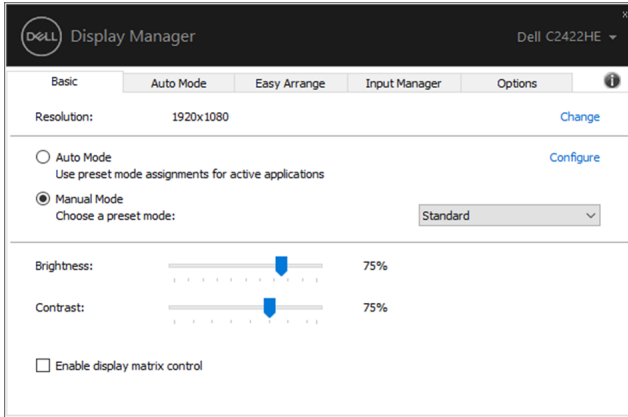 x
DELL Display Manager Dell C2422HE
Basic Auto Mode Easy Arrange Input Manager Options i
Resolution: 1920x1080 Change
Auto Mode Configure
Use preset mode assignments for active applications
Manual Mode
Choose a preset mode: Standard
Brightness: 75%
Contrast: 75%
Enable display matrix control